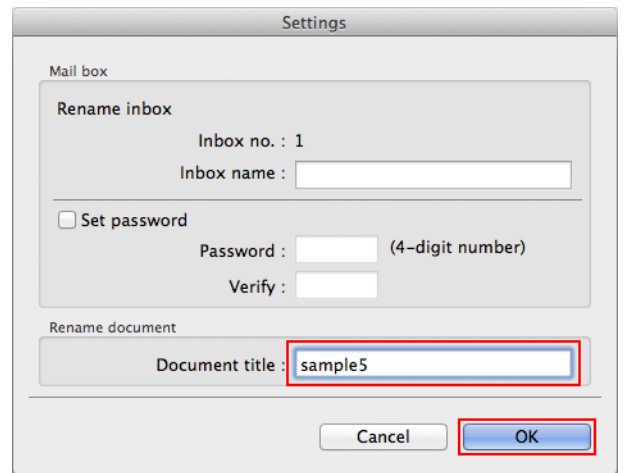 Settings
Mail box
Rename inbox
Inbox no. : 1
Inbox name :
Set password
Password : (4-digit number)
Verify :
Rename document
Document title : sample5
Cancel OK